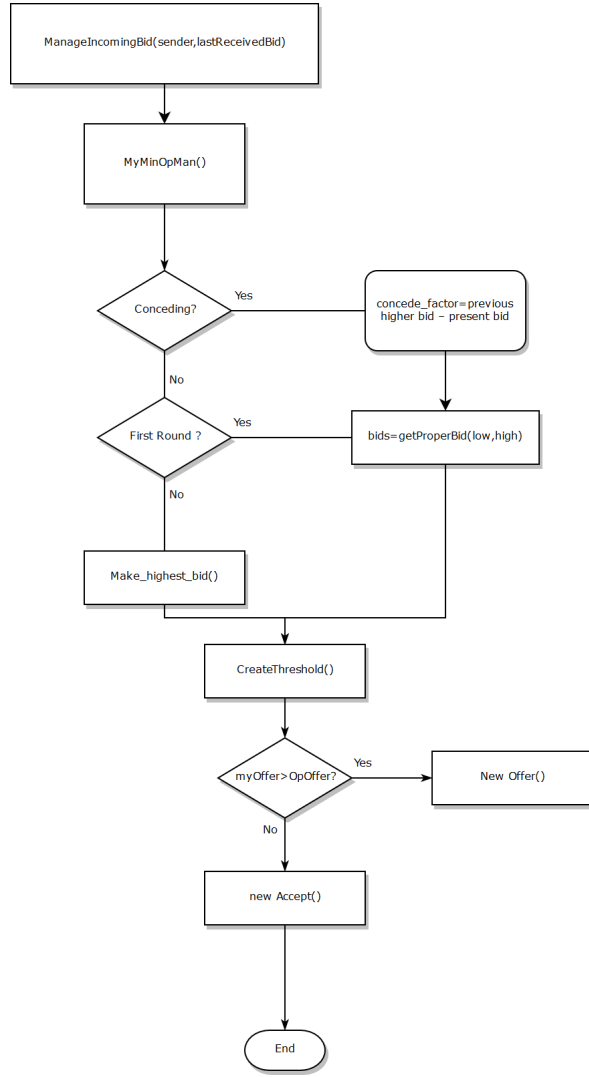 ManageIncomingBid(sender,lastReceivedBid)
MyMinOpMan()
Conceding?
Yes
concede_factor=previous
higher bid – present bid
No
First Round ?
Yes
bids=getProperBid(low,high)
No
Make_highest_bid()
CreateThreshold()
myOffer>OpOffer?
Yes
New Offer()
No
new Accept()
End